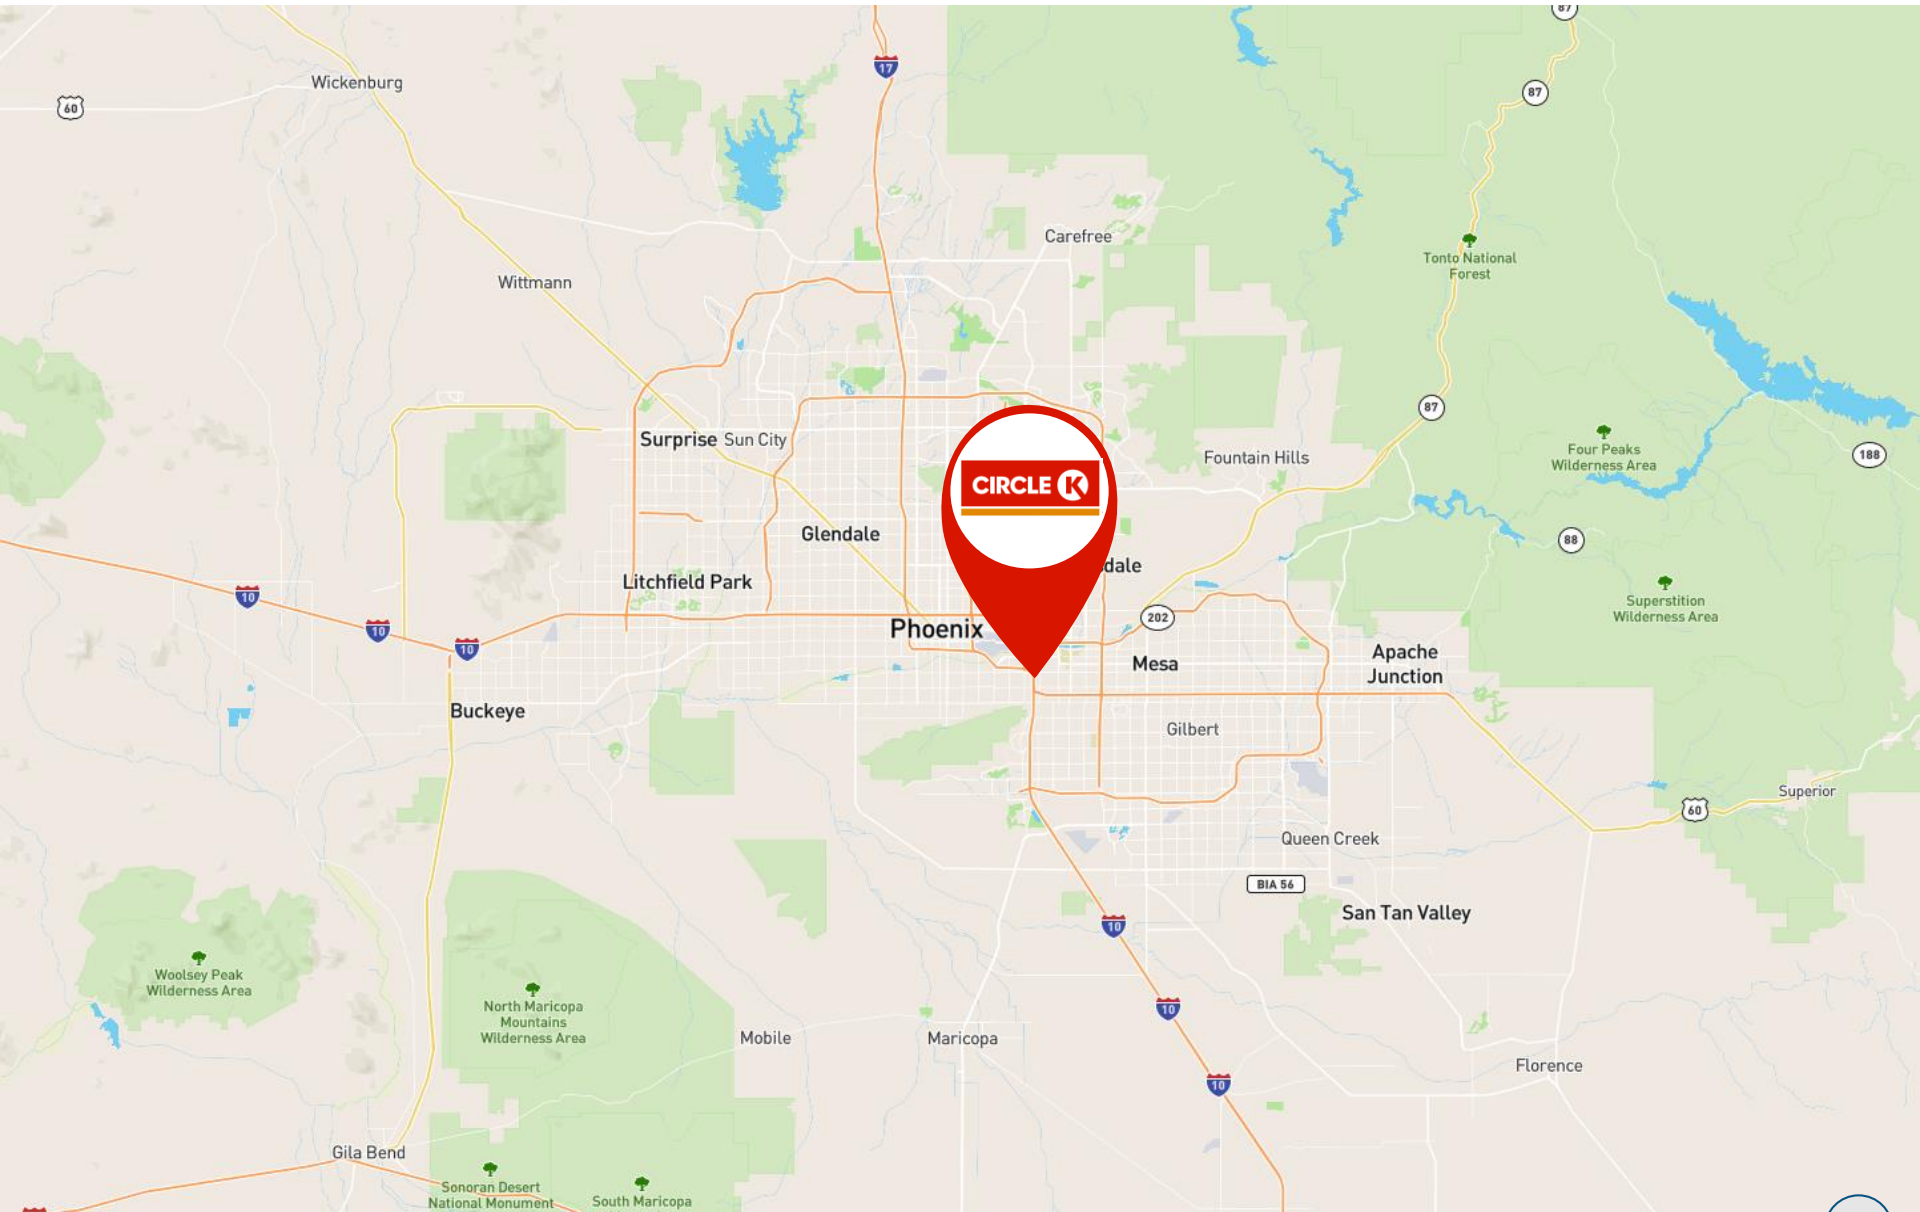 87
17
Wickenburg
87
60
Carefree
Tonto National
Forest
Wittmann
87
Surprise
Sun City
Four Peaks
Wilderness Area
188
Fountain Hills
CIRCLE K
Glendale
88
dale
Litchfield Park
10
Superstition
Wilderness Area
202
10
Phoenix
10
Mesa
Apache
Junction
Buckeye
Gilbert
Superior
60
Queen Creek
BIA 56
San Tan Valley
10
Woolsey Peak
Wilderness Area
North Maricopa
Mountains
Wilderness Area
10
Mobile
Maricopa
Florence
10
Gila Bend
Sonoran Desert
National Monument
South Maricopa